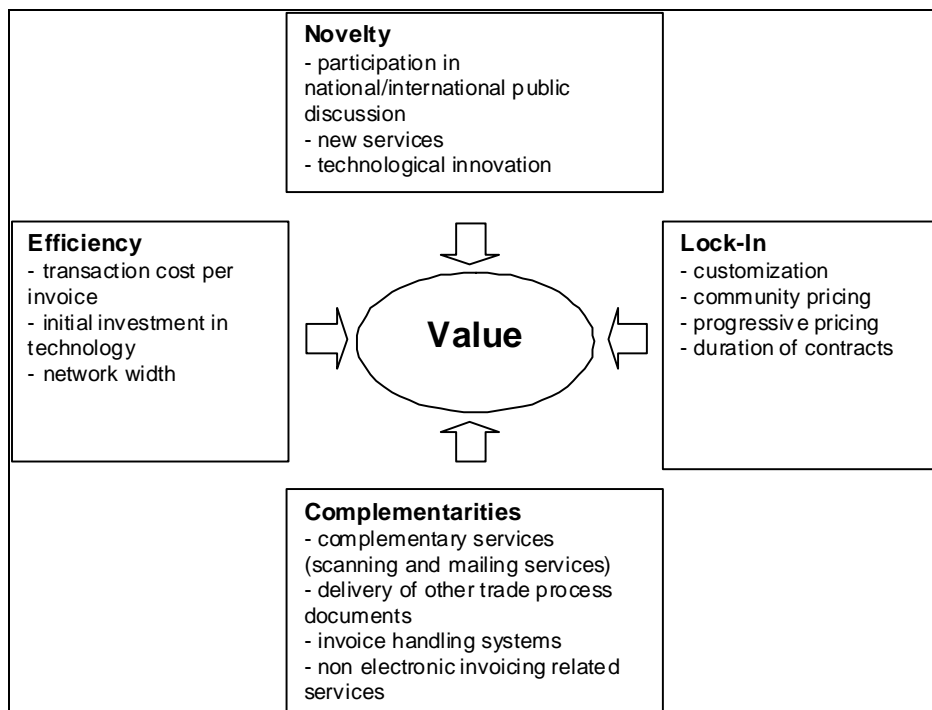 Novelty
- participation in
national/international public
discussion
- new services
- technological innovation
Efficiency
- transaction cost per
invoice
- initial investment in
technology
- network width
Value
Lock-In
- customization
- community pricing
- progressive pricing
- duration of contracts
Complementarities
- complementary services
(scanning and mailing services)
- delivery of other trade process
documents
- invoice handling systems
- non electronic invoicing related
services